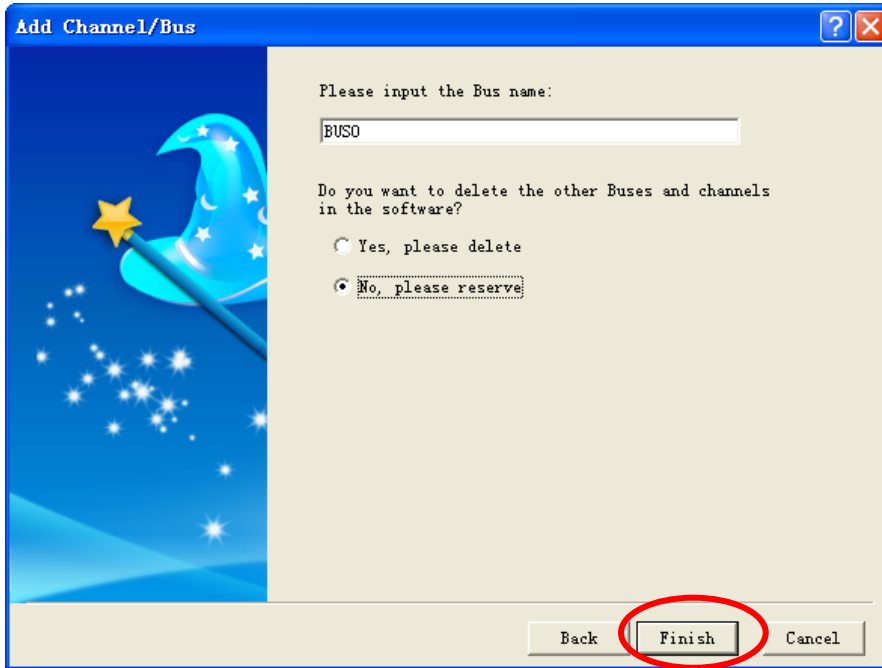 Add Channel/Bus
Please input the Bus name:
BUS0
Do you want to delete the other Buses and channels
in the software?
Yes, please delete
No, please reserve
Back Finish Cancel